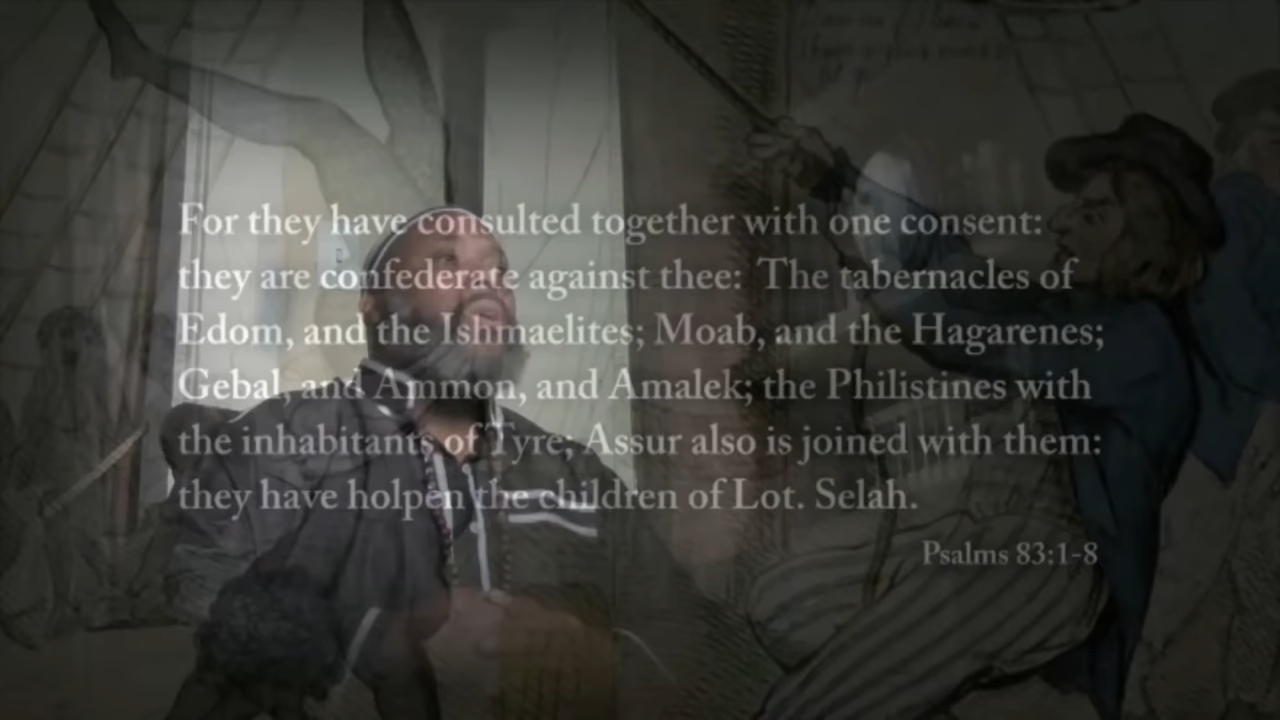 For they have consulted together with one consent:
they are confederate against thee: The tabernacles of
Edom, and the Ishmaelites; Moab, and the Hagarenes;
Gebal, and Ammon, and Amalek; the Philistines with
the inhabitants of Tyre; Assur also is joined with them:
they have holpen the children of Lot. Selah.
Psalms 83:1-8